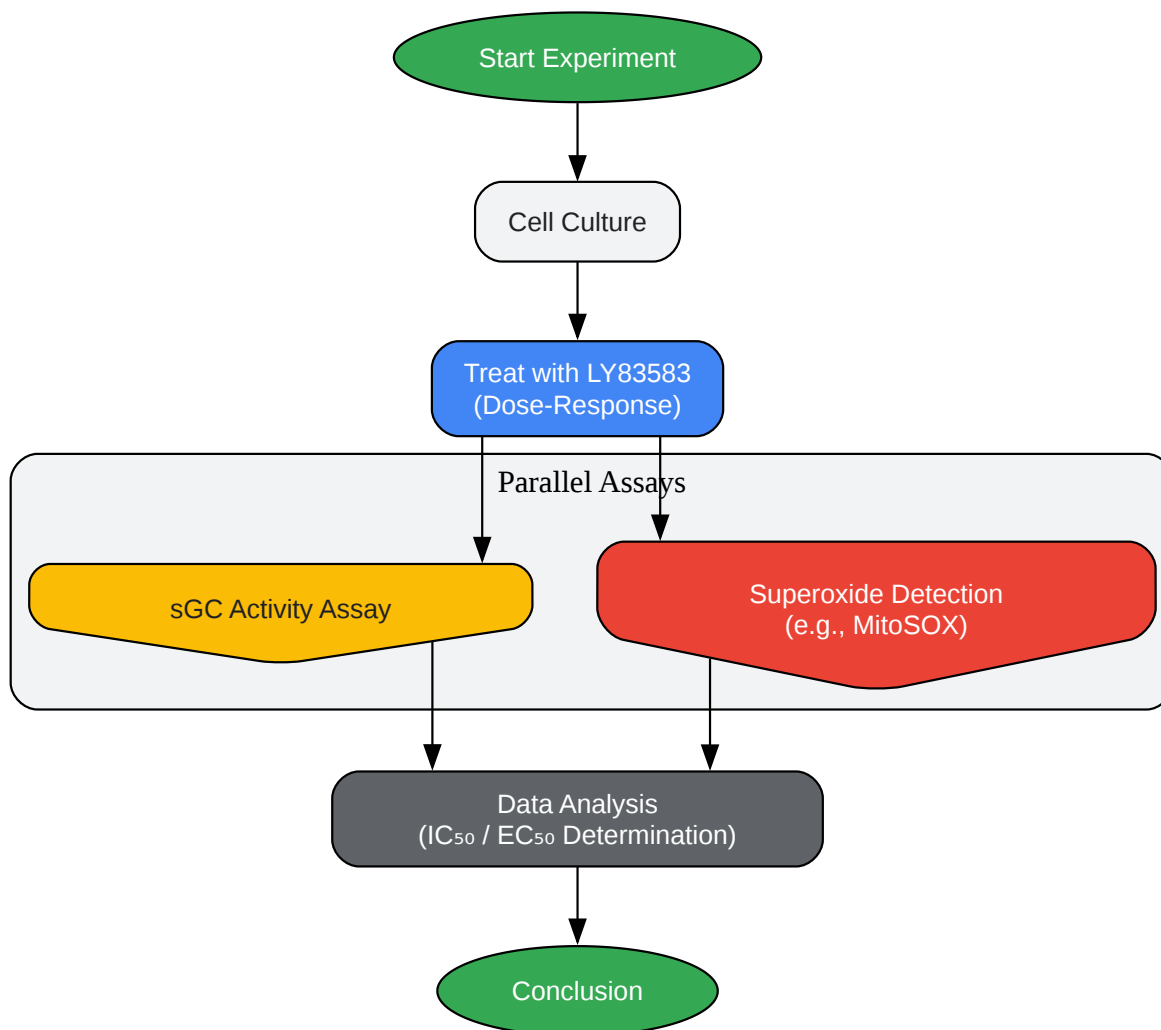 Start Experiment
Cell Culture
Treat with LY83583
(Dose-Response)
Parallel Assays
sGC Activity Assay
Superoxide Detection
(e.g., MitoSOX)
Data Analysis
(IC₅₀ / EC₅₀ Determination)
Conclusion